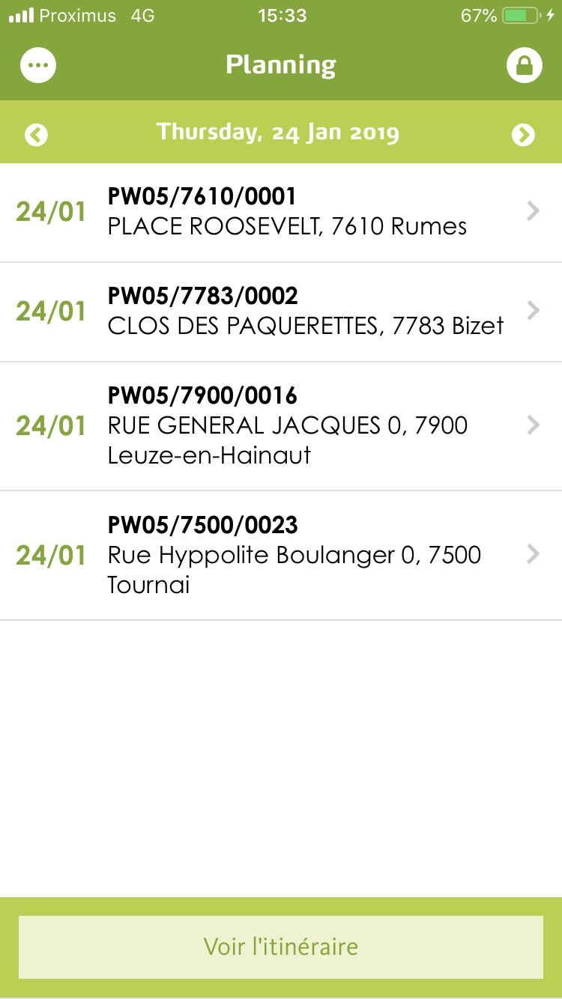 Proximus 4G 15:33 67%
Planning
Thursday, 24 Jan 2019
24/01
PW05/7610/0001
PLACE ROOSEVELT, 7610 Rumes
24/01
PW05/7783/0002
CLOS DES PAQUERETTES, 7783 Bizet
24/01
PW05/7900/0016
RUE GENERAL JACQUES 0, 7900
Leuze-en-Hainaut
24/01
PW05/7500/0023
Rue Hyppolite Boulanger 0, 7500
Tournai
Voir l'itinéraire